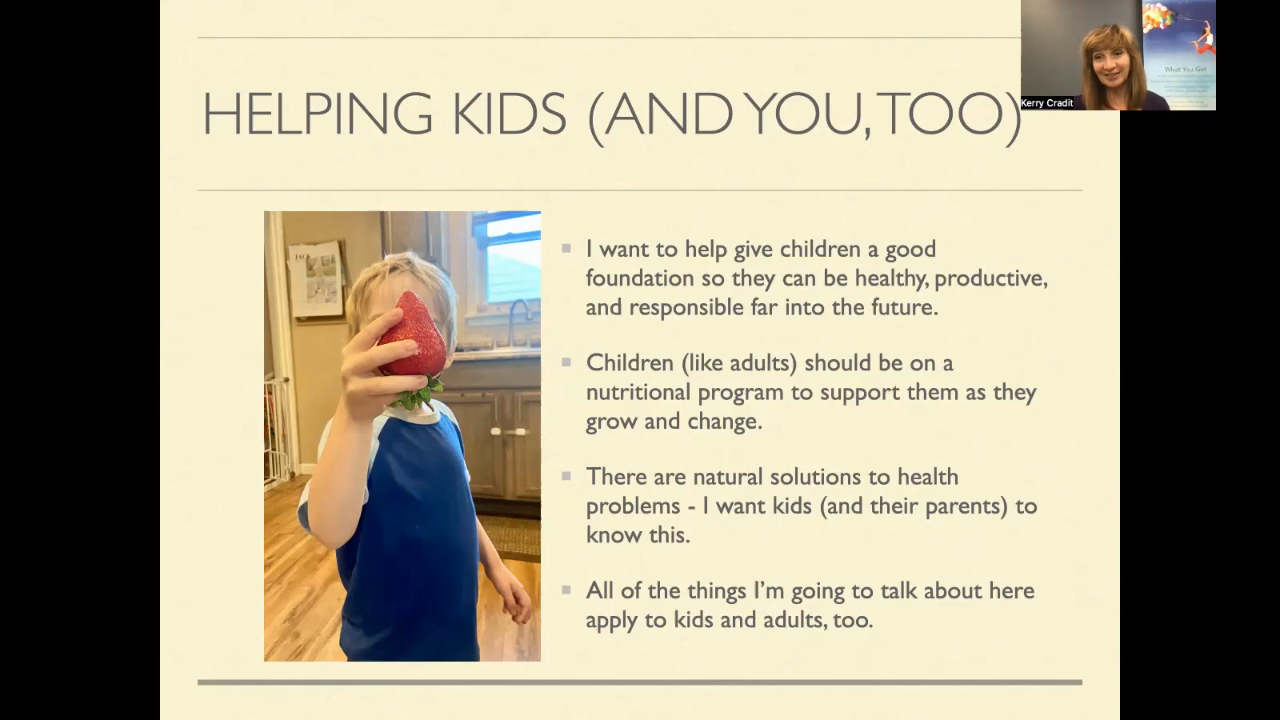 What You Get
Kerry Cradit
HELPING KIDS (AND YOU, TOO)
I want to help give children a good
foundation so they can be healthy, productive,
and responsible far into the future.
Children (like adults) should be on a
nutritional program to support them as they
grow and change.
There are natural solutions to health
problems - I want kids (and their parents) to
know this.
All of the things I'm going to talk about here
apply to kids and adults, too.